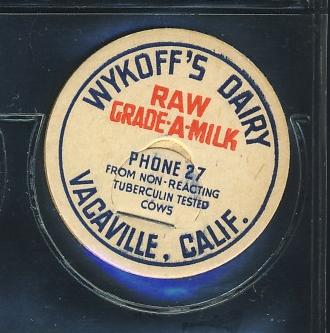 WYKOFF'S DAIRY
RAW
GRADE-A-MILK
PHONE 27
FROM NON-REACTING
TUBERCULIN TESTED
COWS
VACAVILLE, CALIF.